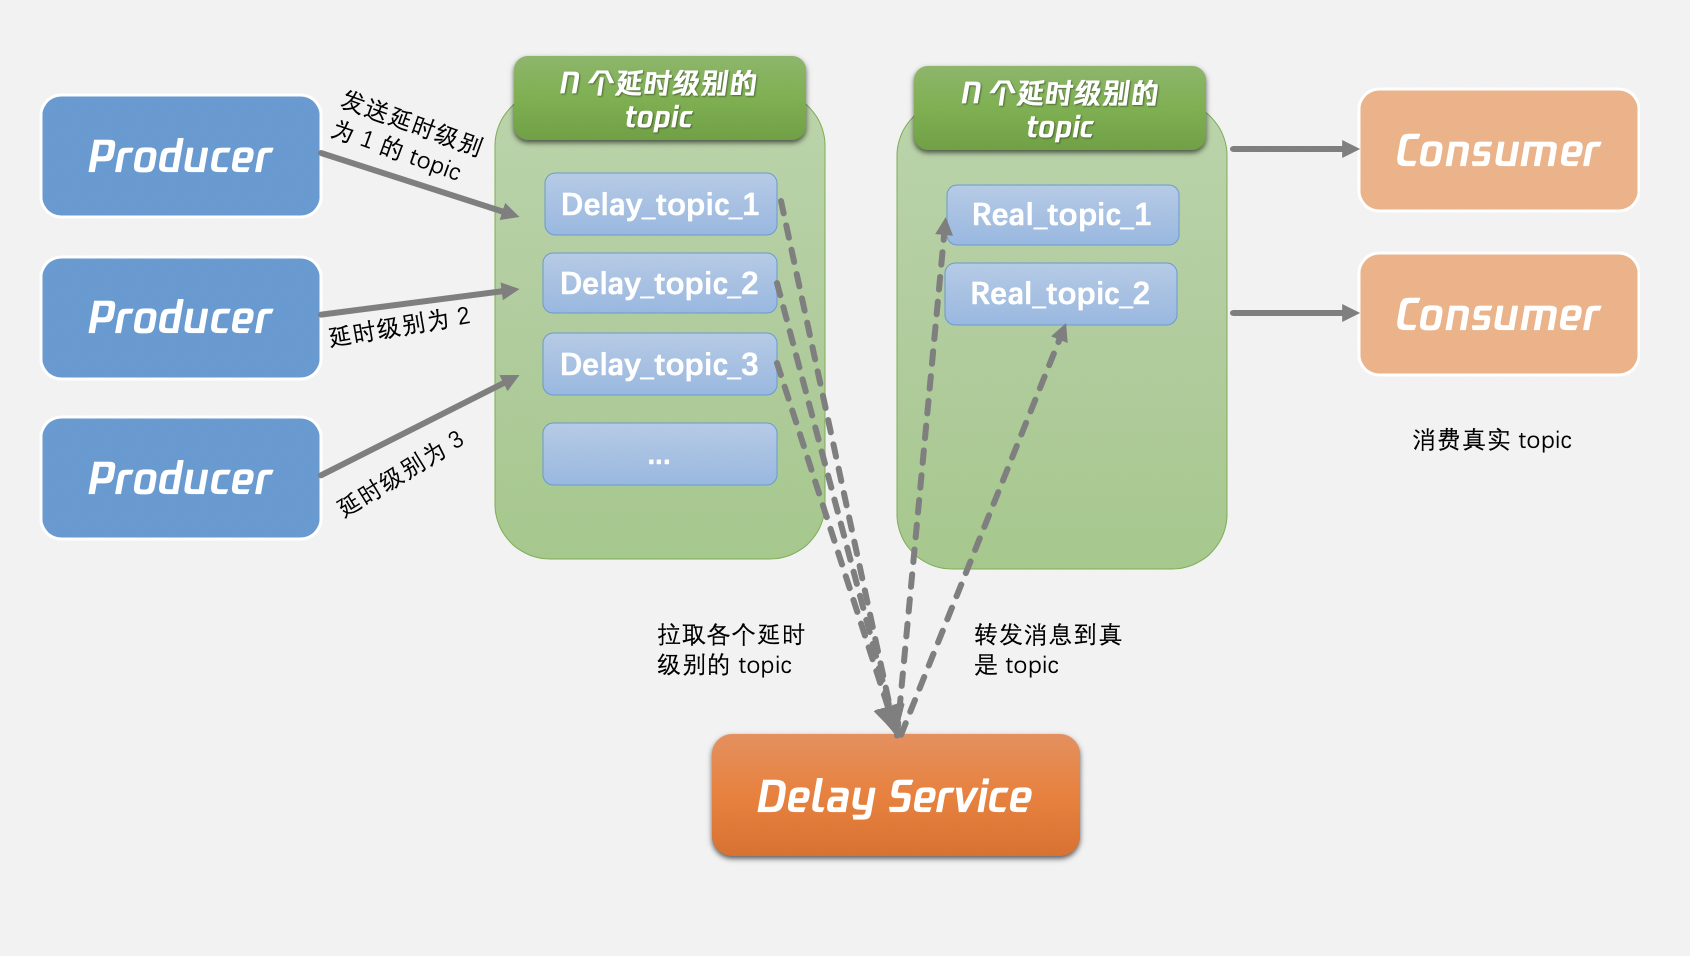 Producer
发送延时级别
为 1 的 topic
Producer
延时级别为 2
Producer
延时级别为 3
N 个延时级别的
topic
Delay_topic_1
Delay_topic_2
Delay_topic_3
...
N 个延时级别的
topic
Real_topic_1
Real_topic_2
Consumer
Consumer
消费真实 topic
拉取各个延时
级别的 topic
转发消息到真
是 topic
Delay Service